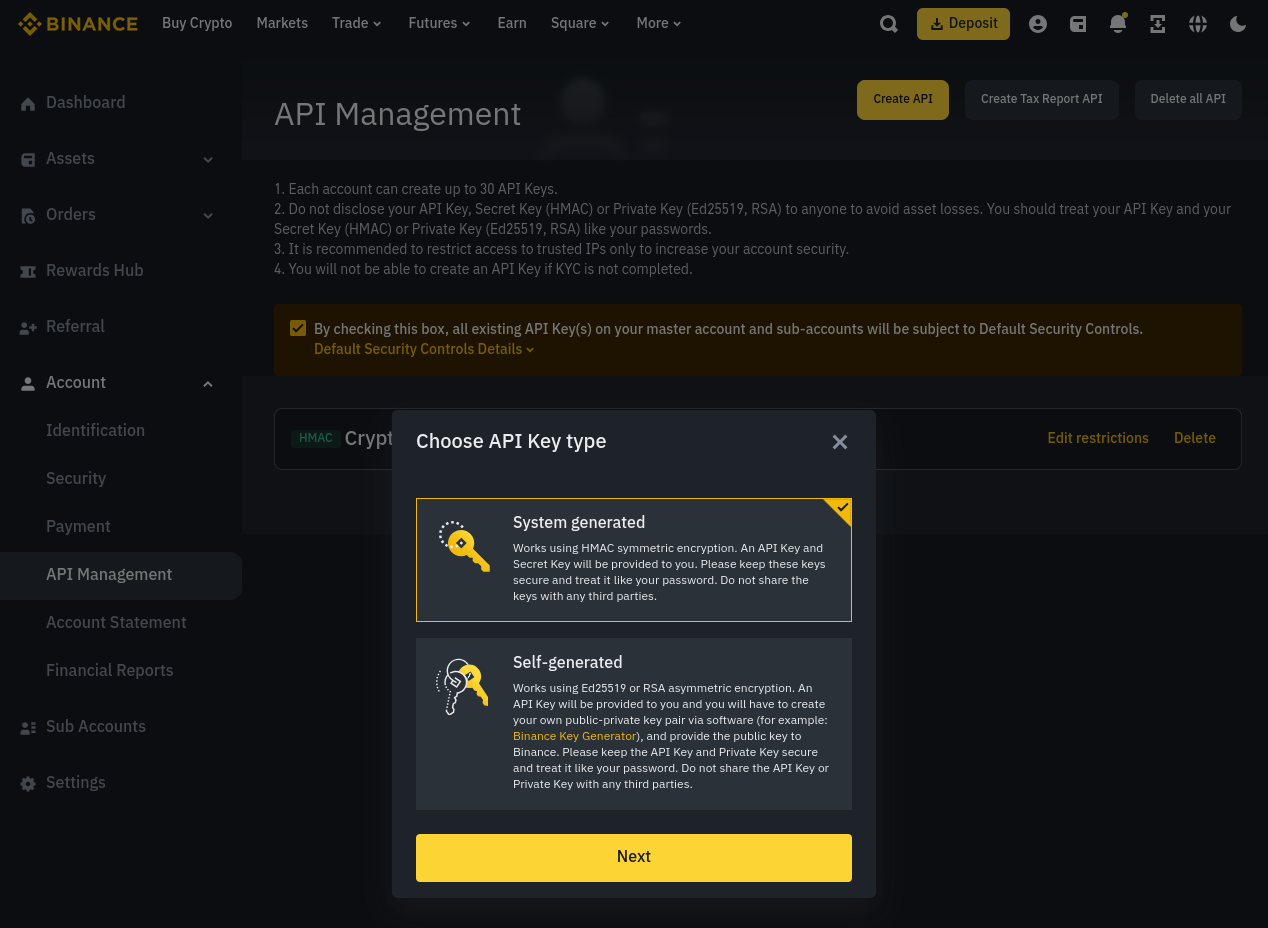 BINANCE Buy Crypto Markets Trade Futures Earn Square More Deposit
Dashboard
Assets
Orders
Rewards Hub
Referral
Account
Identification
Security
Payment
API Management
Account Statement
Financial Reports
Sub Accounts
Settings
API Management
Create API Create Tax Report API Delete all API
1. Each account can create up to 30 API Keys.
2. Do not disclose your API Key, Secret Key (HMAC) or Private Key (Ed25519, RSA) to anyone to avoid asset losses. You should treat your API Key and your
Secret Key (HMAC) or Private Key (Ed25519, RSA) like your passwords.
3. It is recommended to restrict access to trusted IPs only to increase your account security.
4. You will not be able to create an API Key if KYC is not completed.
By checking this box, all existing API Key(s) on your master account and sub-accounts will be subject to Default Security Controls.
Default Security Controls Details
HMAC Crypt Edit restrictions Delete
Choose API Key type
System generated
Works using HMAC symmetric encryption. An API Key and
Secret Key will be provided to you. Please keep these keys
secure and treat it like your password. Do not share the
keys with any third parties.
Self-generated
Works using Ed25519 or RSA asymmetric encryption. An
API Key will be provided to you and you will have to create
your own public-private key pair via software (for example:
Binance Key Generator), and provide the public key to
Binance. Please keep the API Key and Private Key secure
and treat it like your password. Do not share the API Key or
Private Key with any third parties.
Next